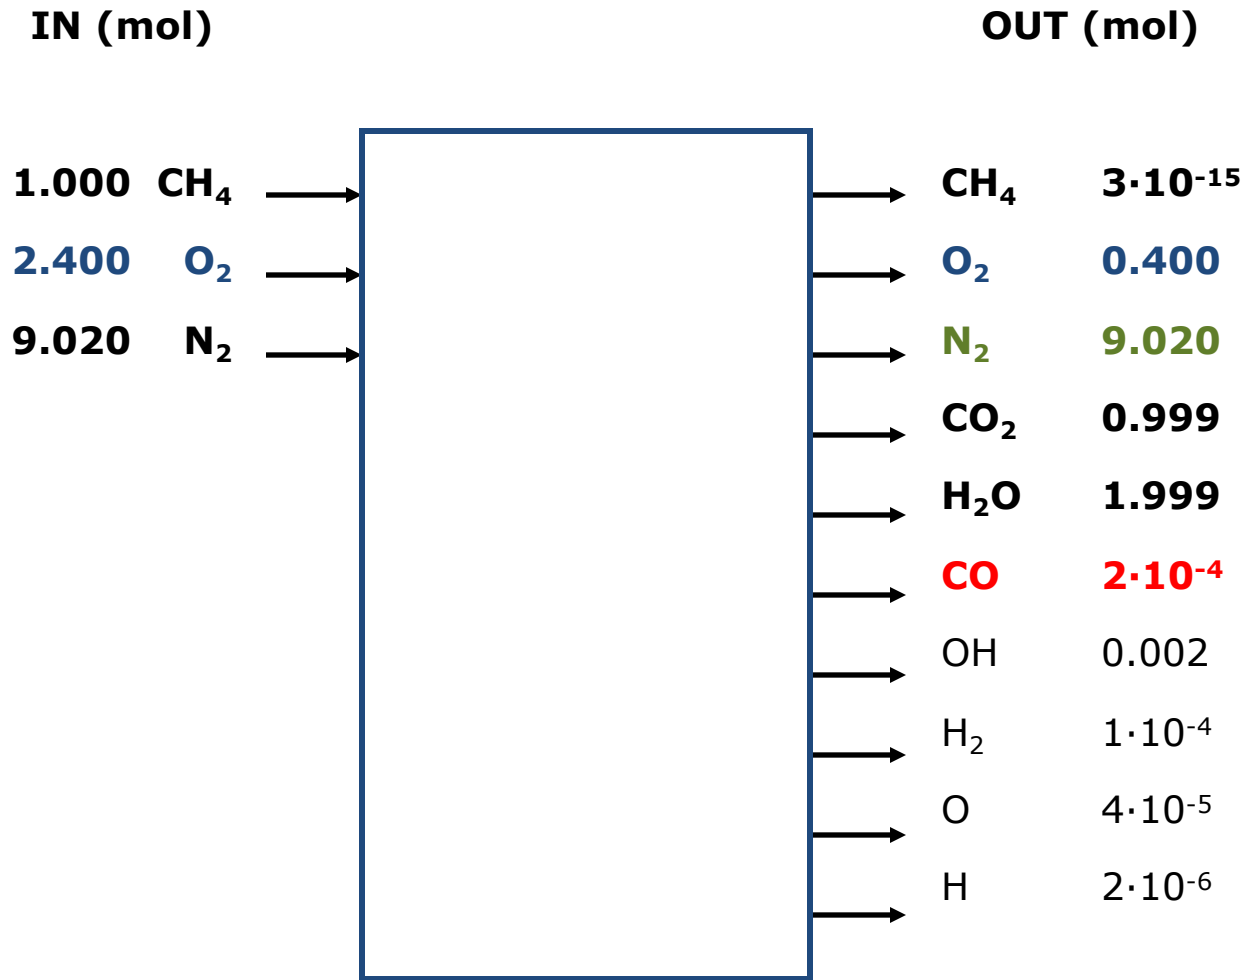 IN (mol) OUT (mol)
1.000 CH₄ CH₄ 3·10⁻¹⁵
2.400 O₂ O₂ 0.400
9.020 N₂ N₂ 9.020
CO₂ 0.999
H₂O 1.999
CO 2·10⁻⁴
OH 0.002
H₂ 1·10⁻⁴
O 4·10⁻⁵
H 2·10⁻⁶